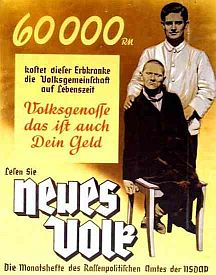 60000 RM
kostet dieser Erbkranke
die Volksgemeinschaft
auf Lebenszeit
Volksgenosse
das ist auch
Dein Geld
Lesen Sie
neues
Volk
Die Monatshefte des Rassenpolitischen Amtes der NSDAP